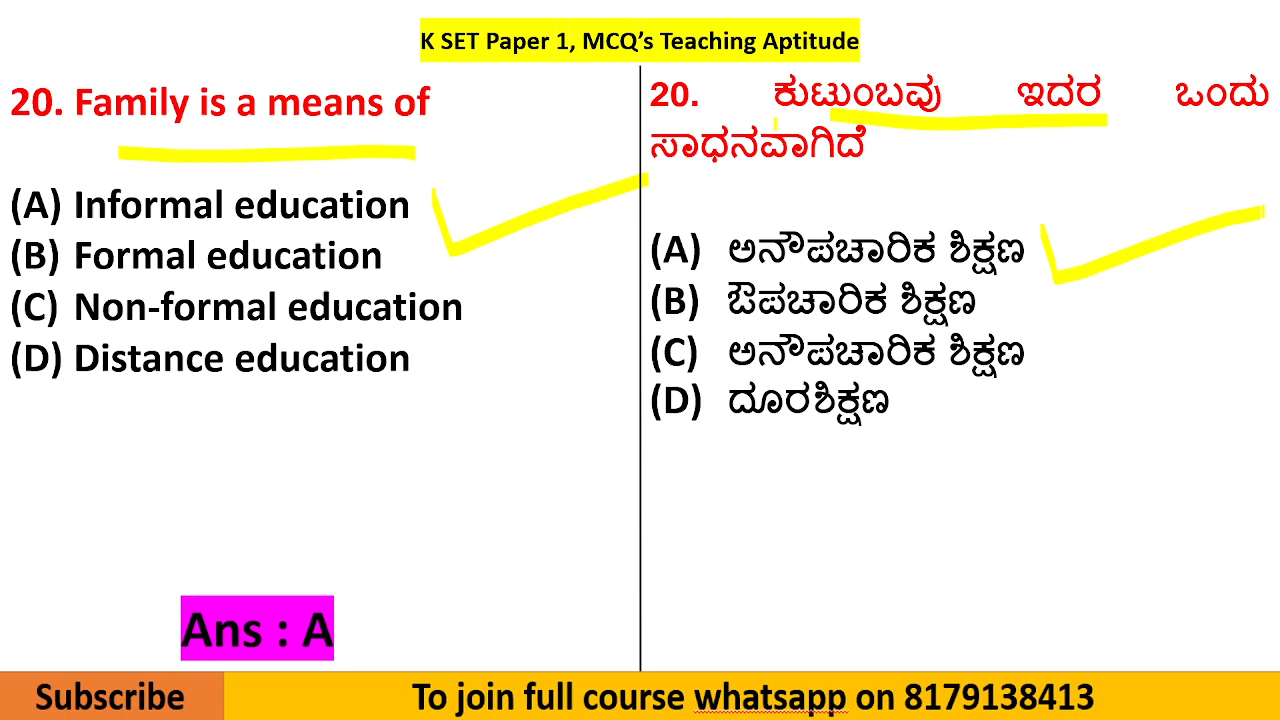 K SET Paper 1, MCQ’s Teaching Aptitude
20. Family is a means of
(A) Informal education
(B) Formal education
(C) Non-formal education
(D) Distance education
Ans : A
20. ಕುಟುಂಬವು ಇದರ ಒಂದು
ಸಾಧನವಾಗಿದೆ
(A) ಅನೌಪಚಾರಿಕ ಶಿಕ್ಷಣ
(B) ಔಪಚಾರಿಕ ಶಿಕ್ಷಣ
(C) ಅನೌಪಚಾರಿಕ ಶಿಕ್ಷಣ
(D) ದೂರಶಿಕ್ಷಣ
Subscribe
To join full course whatsapp on 8179138413